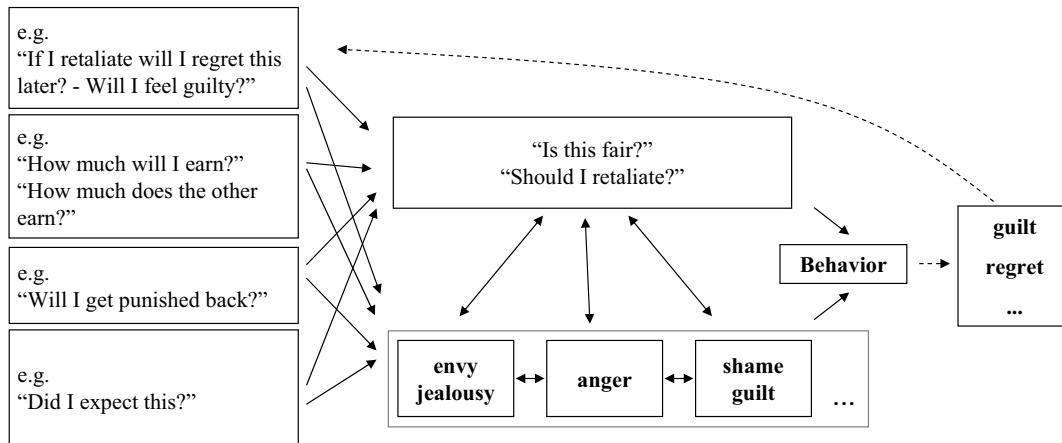 e.g.
“If I retaliate will I regret this
later? - Will I feel guilty?”
e.g.
“How much will I earn?”
“How much does the other
earn?”
e.g.
“Will I get punished back?”
e.g.
“Did I expect this?”
“Is this fair?”
“Should I retaliate?”
envy
jealousy
anger
shame
guilt
...
Behavior
guilt
regret
...